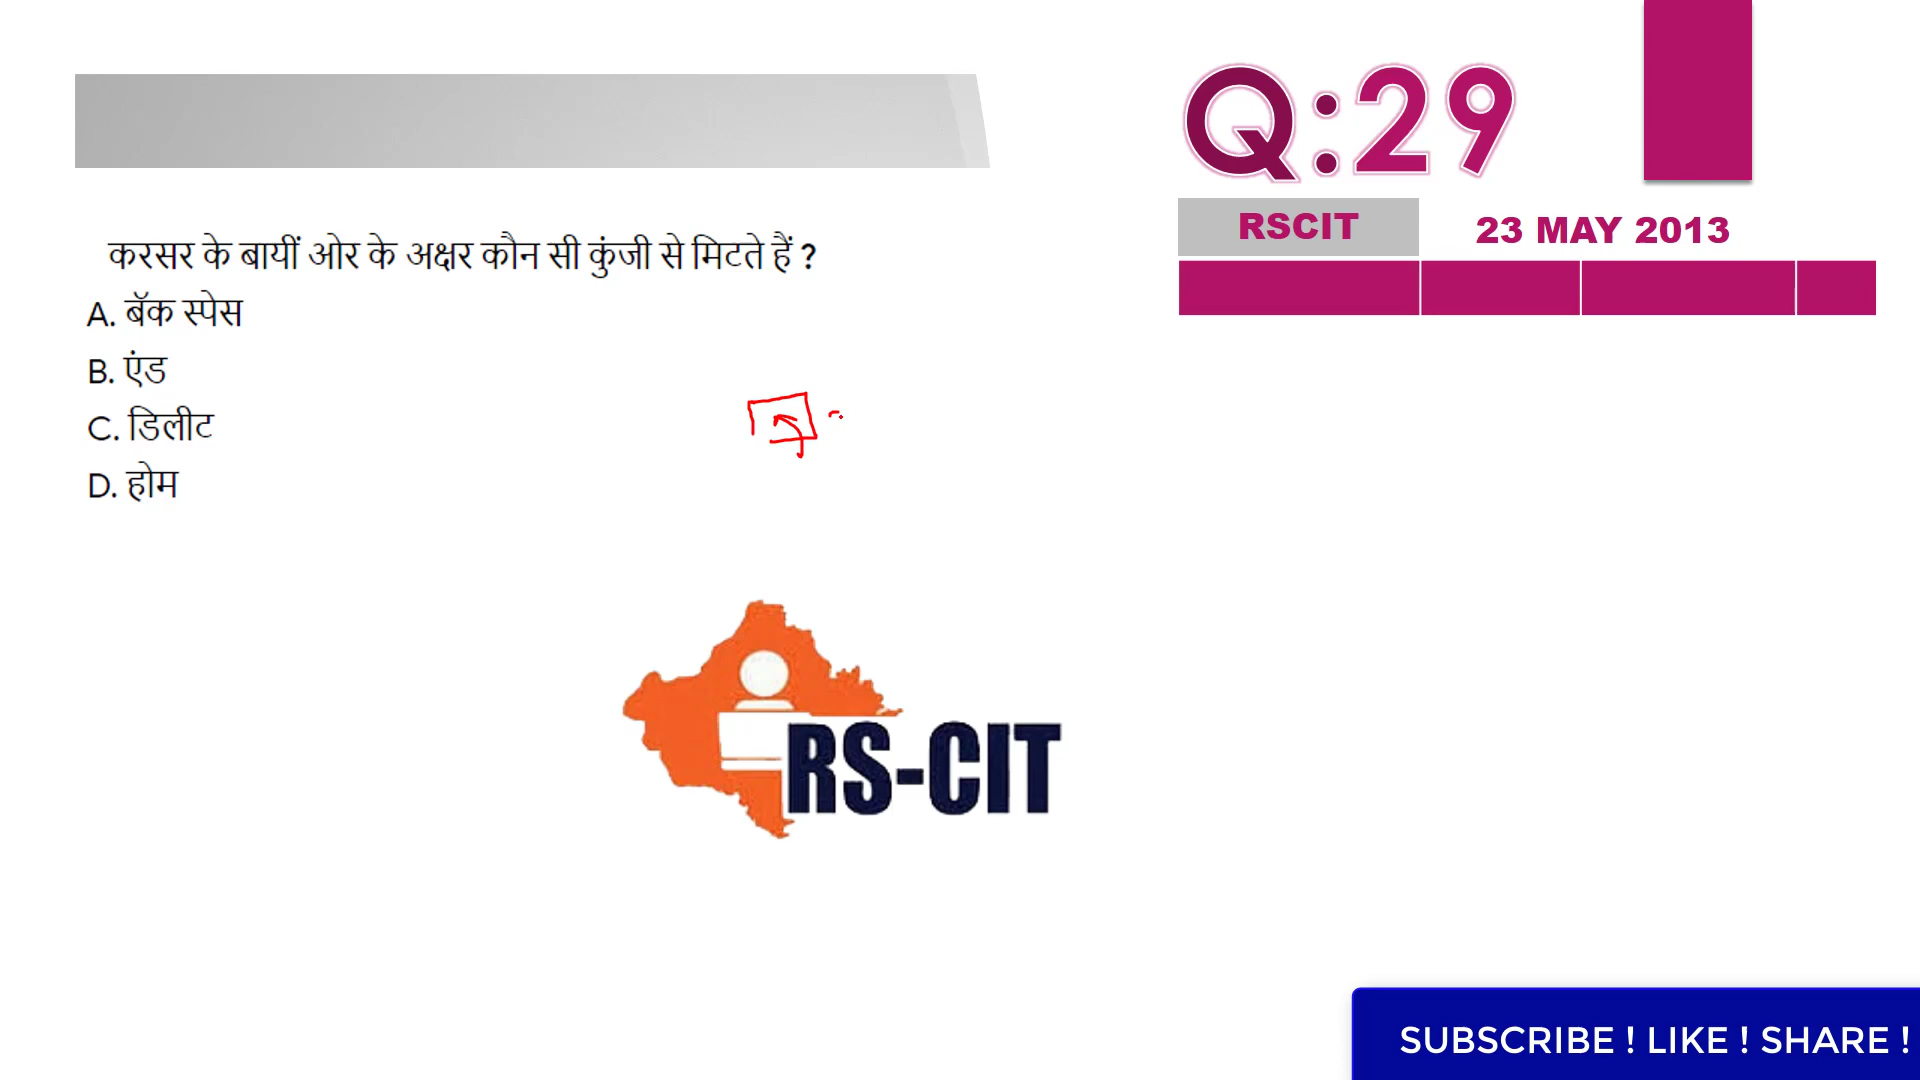 Q:29
RSCIT
23 MAY 2013
करसर के बायीं ओर के अक्षर कौन सी कुंजी से मिटते हैं ?
A. बॅक स्पेस
B. एंड
C. डिलीट
D. होम
RS-CIT
SUBSCRIBE ! LIKE ! SHARE !